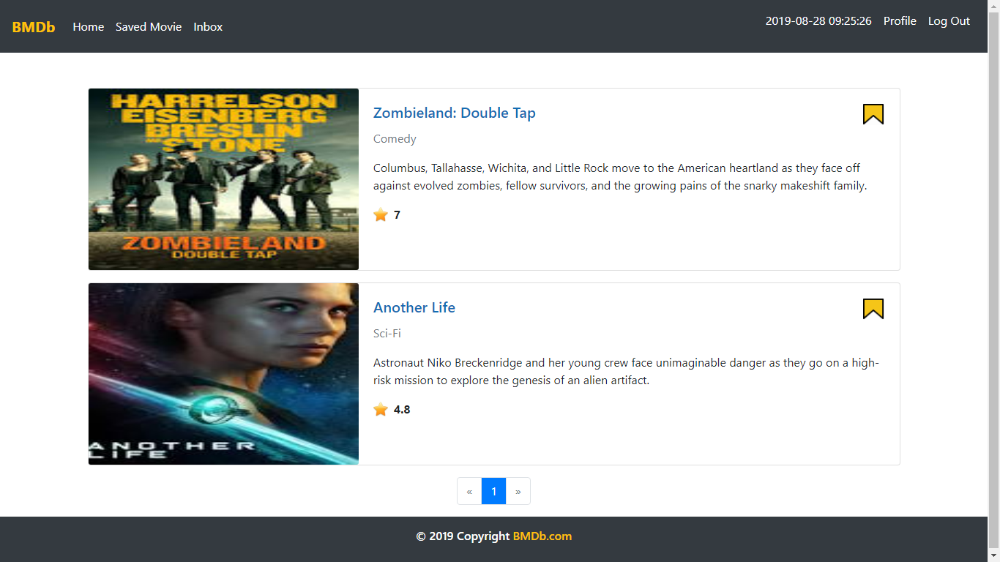 BMDb Home Saved Movie Inbox 2019-08-28 09:25:26 Profile Log Out
HARRELSON
EISENBERG
BRESLIN
STONE
ZOMBIELAND
DOUBLE TAP
Zombieland: Double Tap
Comedy
Columbus, Tallahasse, Wichita, and Little Rock move to the American heartland as they face off
against evolved zombies, fellow survivors, and the growing pains of the snarky makeshift family.
7
ANOTHER
LIFE
Another Life
Sci-Fi
Astronaut Niko Breckenridge and her young crew face unimaginable danger as they go on a high-
risk mission to explore the genesis of an alien artifact.
4.8
« 1 »
© 2019 Copyright BMDb.com